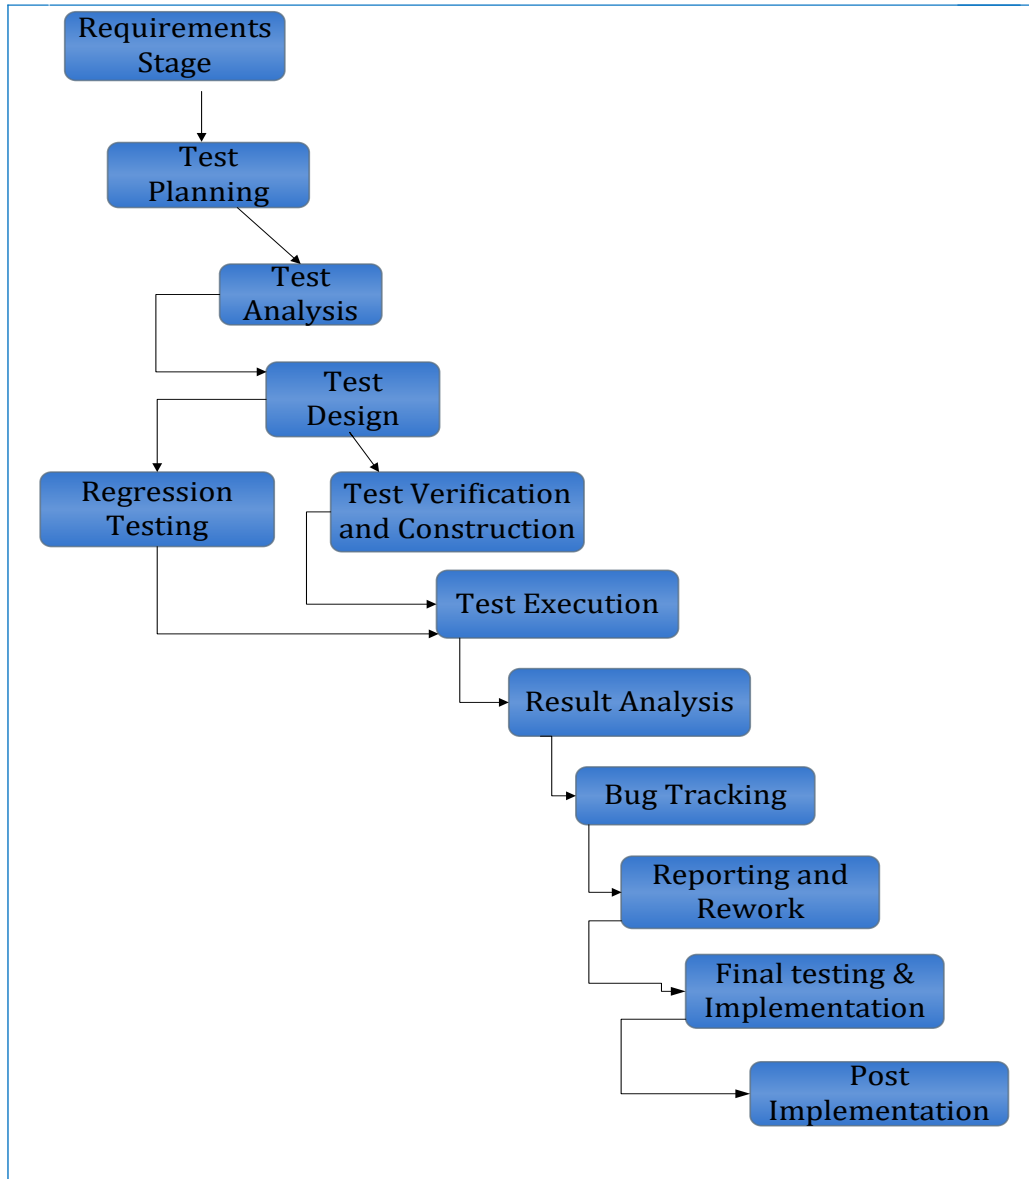 Requirements
Stage
Test
Planning
Test
Analysis
Test
Design
Regression
Testing
Test Verification
and Construction
Test Execution
Result Analysis
Bug Tracking
Reporting and
Rework
Final testing &
Implementation
Post
Implementation